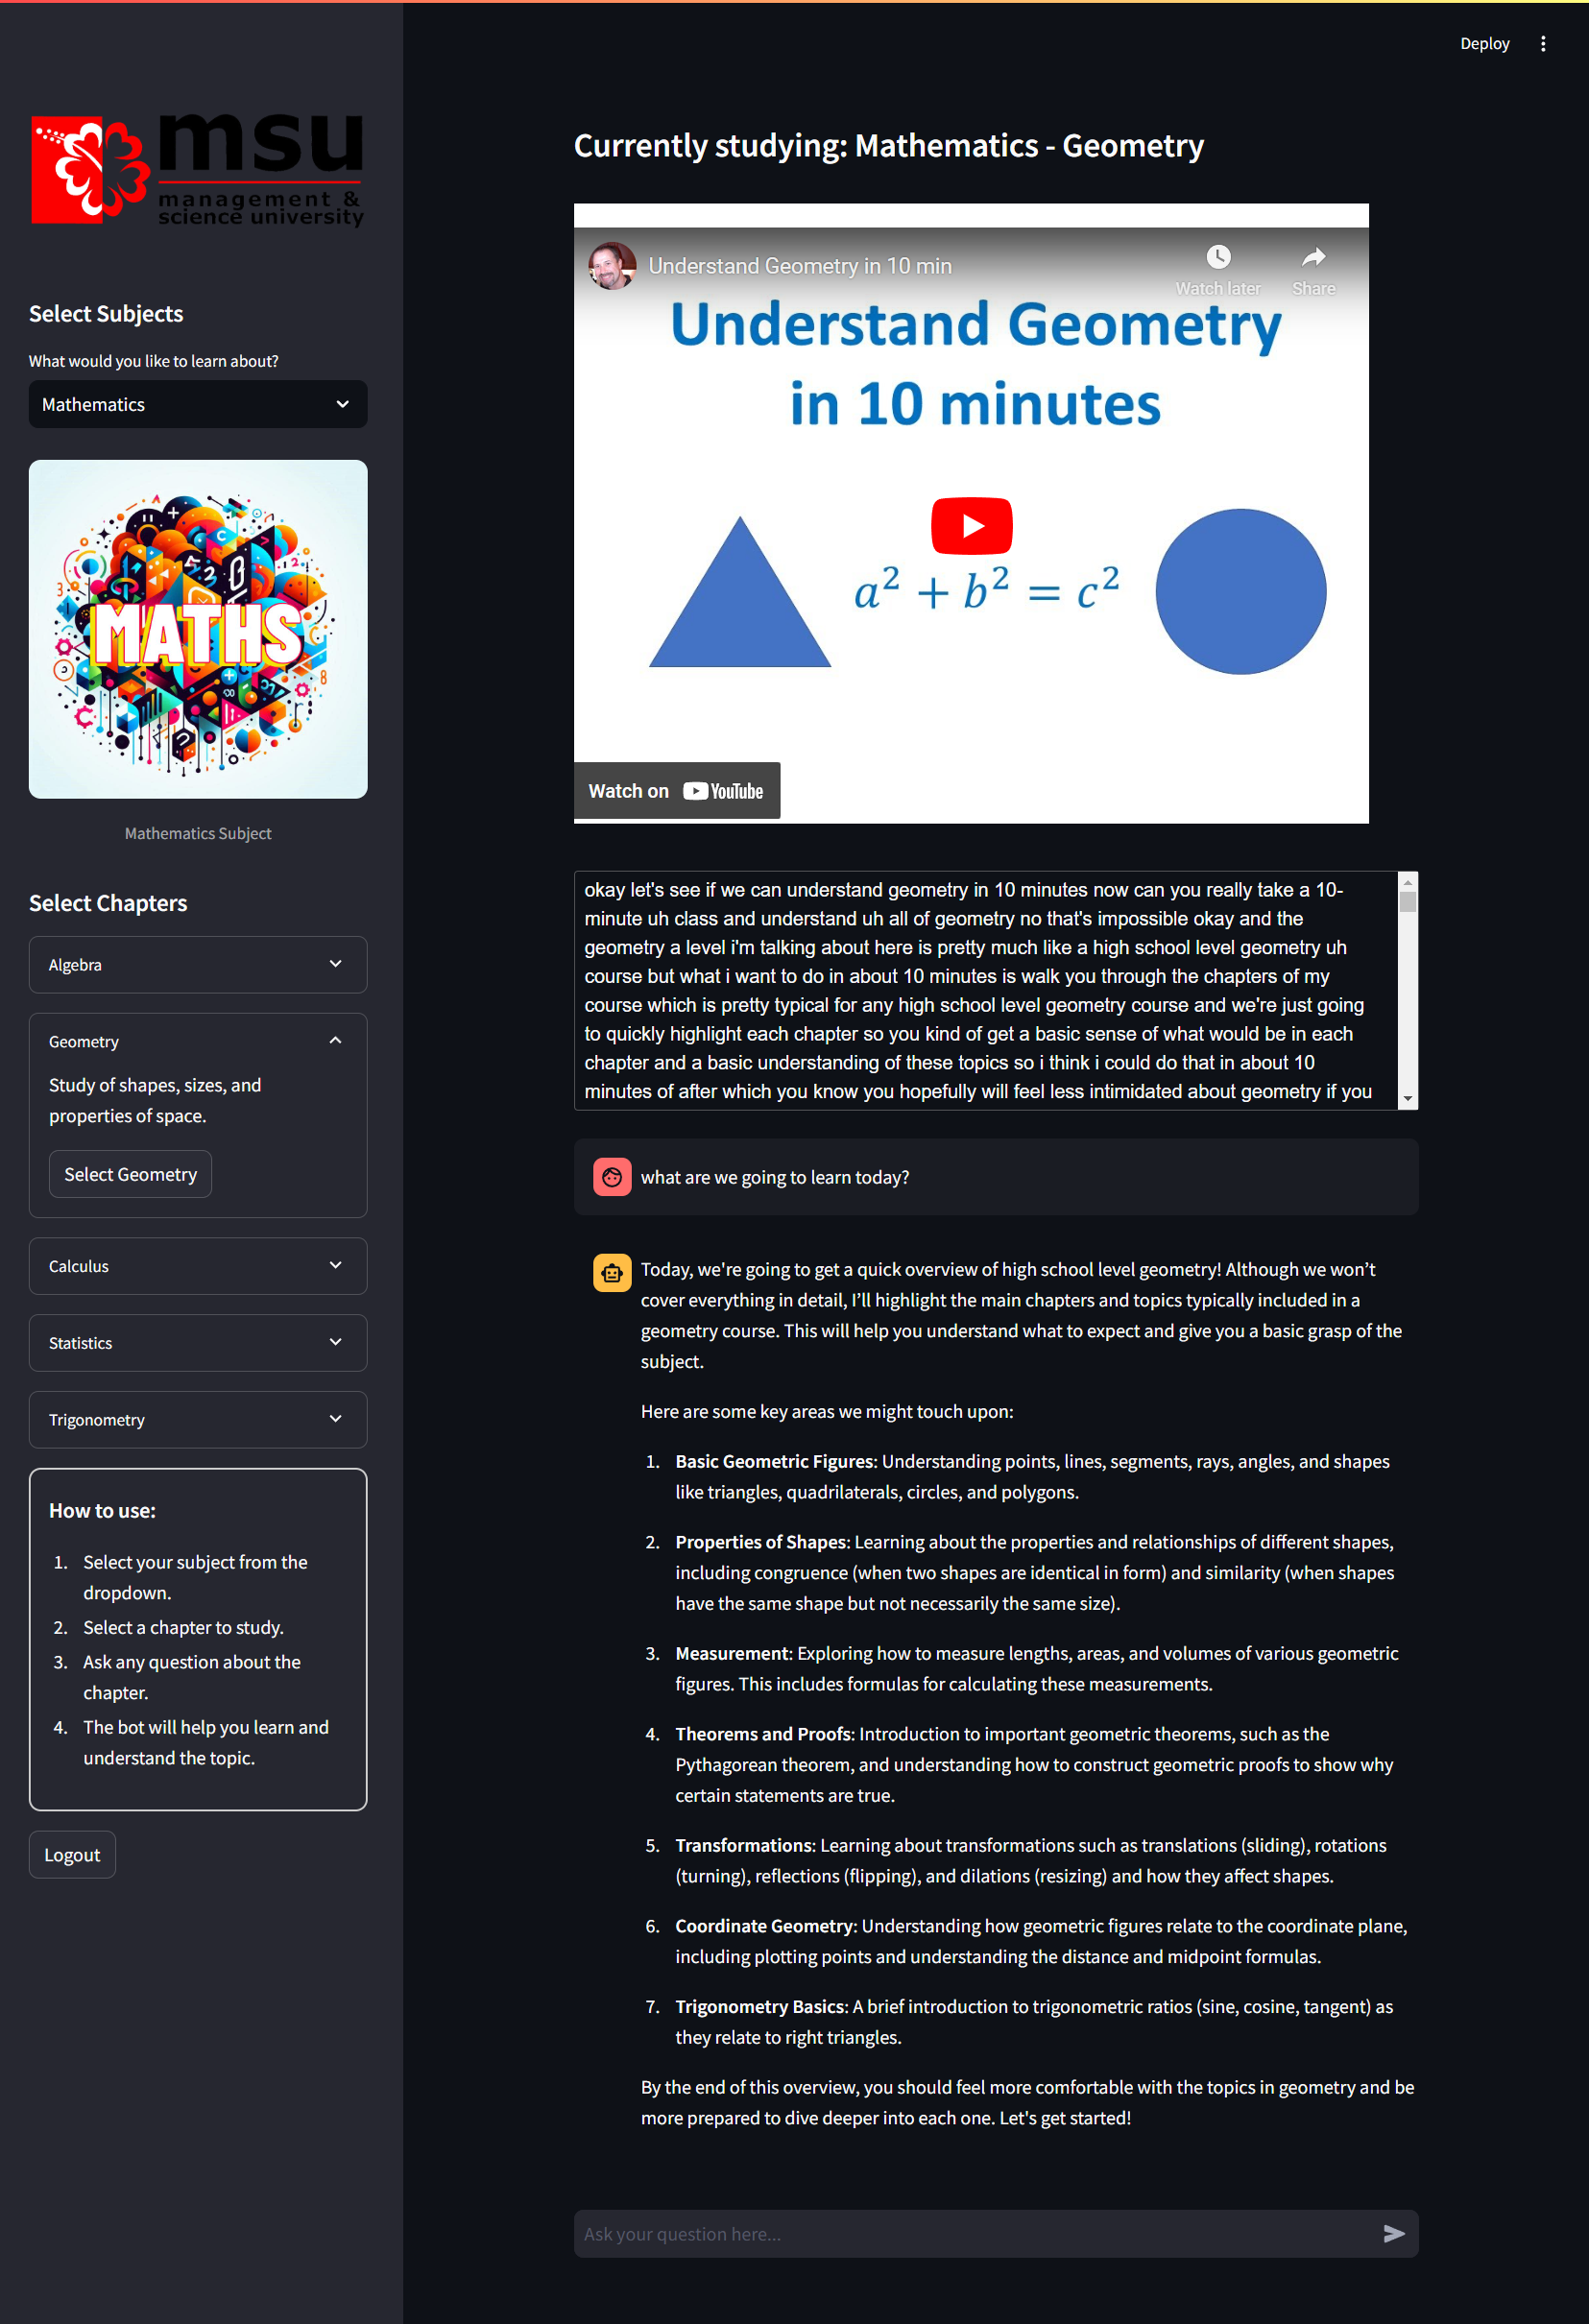 Deploy
msu
management &
science university
Select Subjects
What would you like to learn about?
Mathematics
MATHS
Mathematics Subject
Select Chapters
Algebra
Geometry
Study of shapes, sizes, and
properties of space.
Select Geometry
Calculus
Statistics
Trigonometry
How to use:
1. Select your subject from the
dropdown.
2. Select a chapter to study.
3. Ask any question about the
chapter.
4. The bot will help you learn and
understand the topic.
Logout
Currently studying: Mathematics - Geometry
Understand Geometry in 10 min
Watch later
Share
Understand Geometry
in 10 minutes
a² + b² = c²
Watch on YouTube
okay let's see if we can understand geometry in 10 minutes now can you really take a 10-
minute uh class and understand uh all of geometry no that's impossible okay and the
geometry a level i'm talking about here is pretty much like a high school level geometry uh
course but what i want to do in about 10 minutes is walk you through the chapters of my
course which is pretty typical for any high school level geometry course and we're just going
to quickly highlight each chapter so you kind of get a basic sense of what would be in each
chapter and a basic understanding of these topics so i think i could do that in about 10
minutes of after which you know you hopefully will feel less intimidated about geometry if you
what are we going to learn today?
Today, we're going to get a quick overview of high school level geometry! Although we won’t
cover everything in detail, I’ll highlight the main chapters and topics typically included in a
geometry course. This will help you understand what to expect and give you a basic grasp of the
subject.
Here are some key areas we might touch upon:
1. Basic Geometric Figures: Understanding points, lines, segments, rays, angles, and shapes
like triangles, quadrilaterals, circles, and polygons.
2. Properties of Shapes: Learning about the properties and relationships of different shapes,
including congruence (when two shapes are identical in form) and similarity (when shapes
have the same shape but not necessarily the same size).
3. Measurement: Exploring how to measure lengths, areas, and volumes of various geometric
figures. This includes formulas for calculating these measurements.
4. Theorems and Proofs: Introduction to important geometric theorems, such as the
Pythagorean theorem, and understanding how to construct geometric proofs to show why
certain statements are true.
5. Transformations: Learning about transformations such as translations (sliding), rotations
(turning), reflections (flipping), and dilations (resizing) and how they affect shapes.
6. Coordinate Geometry: Understanding how geometric figures relate to the coordinate plane,
including plotting points and understanding the distance and midpoint formulas.
7. Trigonometry Basics: A brief introduction to trigonometric ratios (sine, cosine, tangent) as
they relate to right triangles.
By the end of this overview, you should feel more comfortable with the topics in geometry and be
more prepared to dive deeper into each one. Let's get started!
Ask your question here...